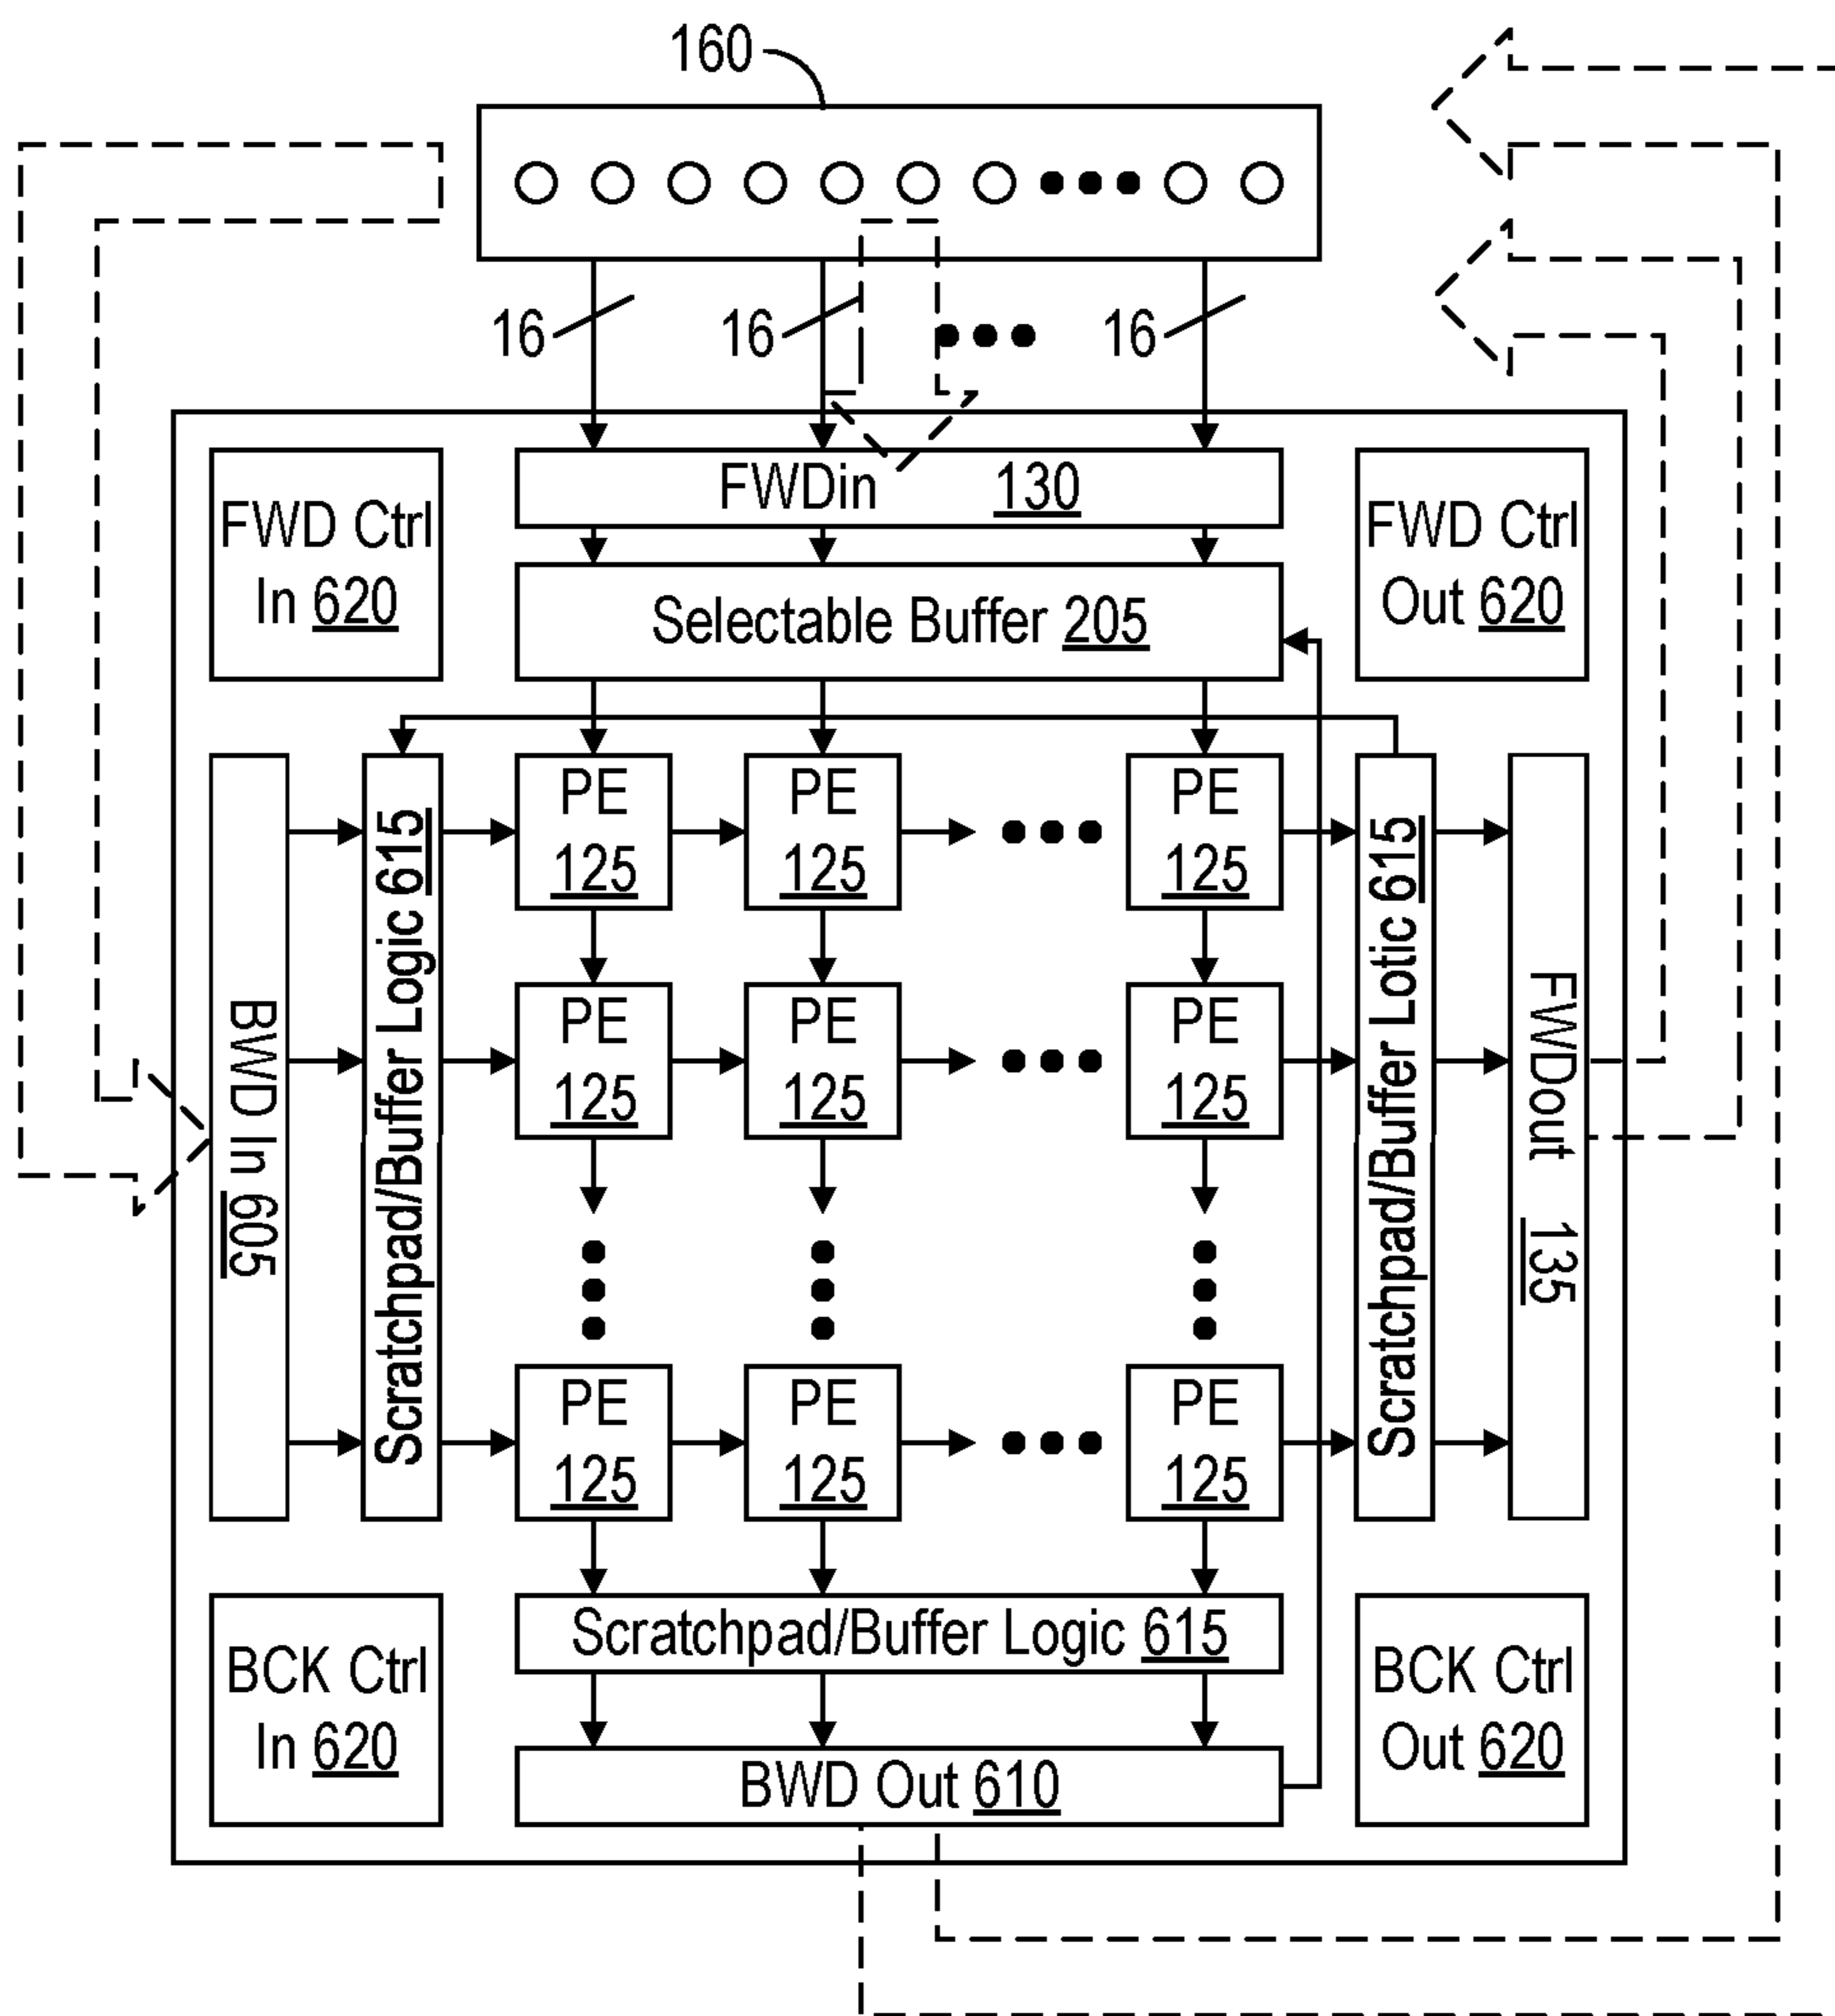 160
16
16
16
FWDin 130
FWD Ctrl
In 620
FWD Ctrl
Out 620
Selectable Buffer 205
BWD In 605
Scratchpad/Buffer Logic 615
PE
125
PE
125
PE
125
PE
125
PE
125
PE
125
PE
125
PE
125
PE
125
Scratchpad/Buffer Lotic 615
FWDout 135
BCK Ctrl
In 620
Scratchpad/Buffer Logic 615
BWD Out 610
BCK Ctrl
Out 620